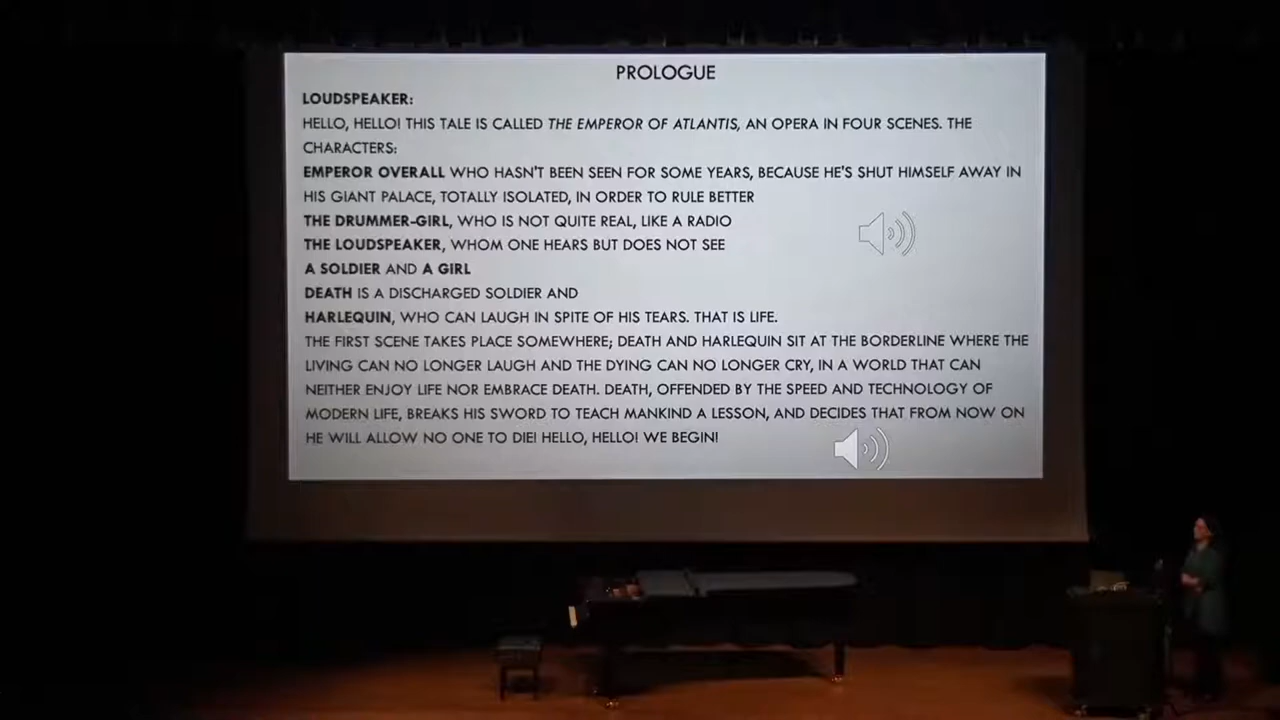 PROLOGUE
LOUDSPEAKER:
HELLO, HELLO! THIS TALE IS CALLED THE EMPEROR OF ATLANTIS, AN OPERA IN FOUR SCENES. THE
CHARACTERS:
EMPEROR OVERALL WHO HASN'T BEEN SEEN FOR SOME YEARS, BECAUSE HE'S SHUT HIMSELF AWAY IN
HIS GIANT PALACE, TOTALLY ISOLATED, IN ORDER TO RULE BETTER
THE DRUMMER-GIRL, WHO IS NOT QUITE REAL, LIKE A RADIO
THE LOUDSPEAKER, WHOM ONE HEARS BUT DOES NOT SEE
A SOLDIER AND A GIRL
DEATH IS A DISCHARGED SOLDIER AND
HARLEQUIN, WHO CAN LAUGH IN SPITE OF HIS TEARS. THAT IS LIFE.
THE FIRST SCENE TAKES PLACE SOMEWHERE; DEATH AND HARLEQUIN SIT AT THE BORDERLINE WHERE THE
LIVING CAN NO LONGER LAUGH AND THE DYING CAN NO LONGER CRY, IN A WORLD THAT CAN
NEITHER ENJOY LIFE NOR EMBRACE DEATH. DEATH, OFFENDED BY THE SPEED AND TECHNOLOGY OF
MODERN LIFE, BREAKS HIS SWORD TO TEACH MANKIND A LESSON, AND DECIDES THAT FROM NOW ON
HE WILL ALLOW NO ONE TO DIE! HELLO, HELLO! WE BEGIN!